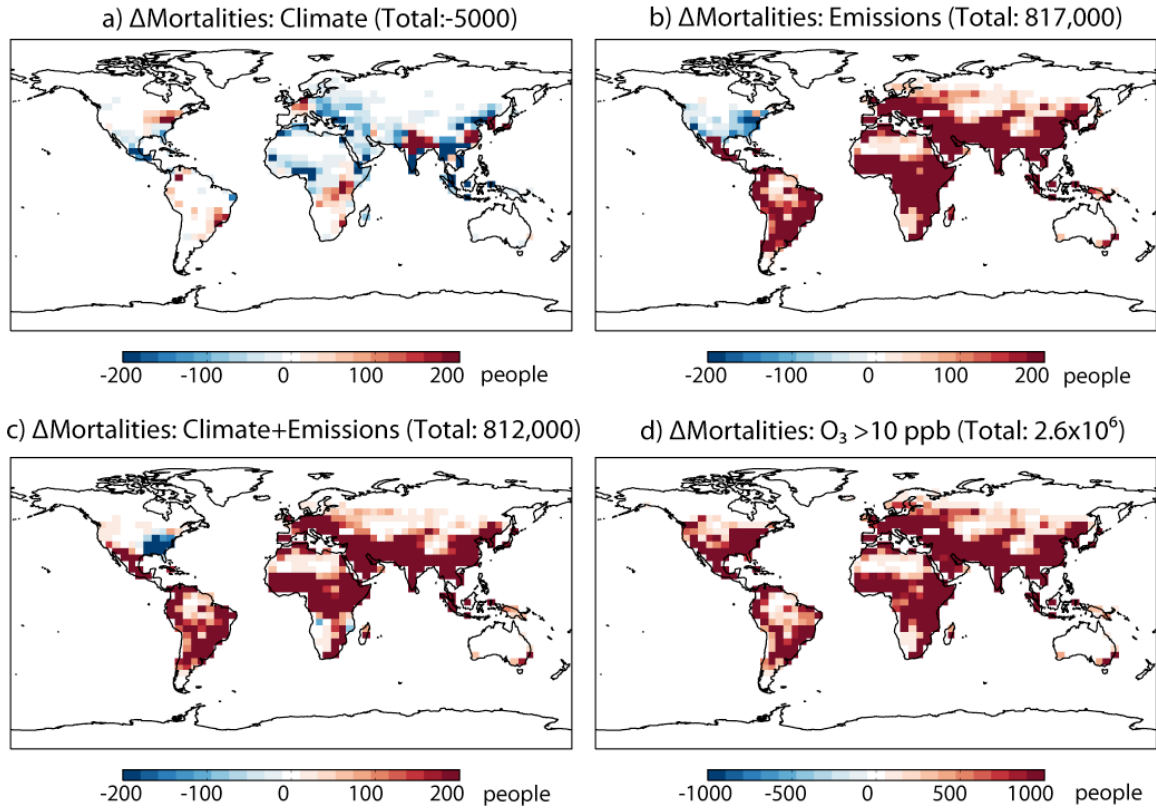 a) ΔMortalities: Climate (Total:-5000)
b) ΔMortalities: Emissions (Total: 817,000)
-200 -100 0 100 200 people
-200 -100 0 100 200 people
c) ΔMortalities: Climate+Emissions (Total: 812,000)
d) ΔMortalities: O₃ >10 ppb (Total: 2.6x10⁶)
-200 -100 0 100 200 people
-1000 -500 0 500 1000 people